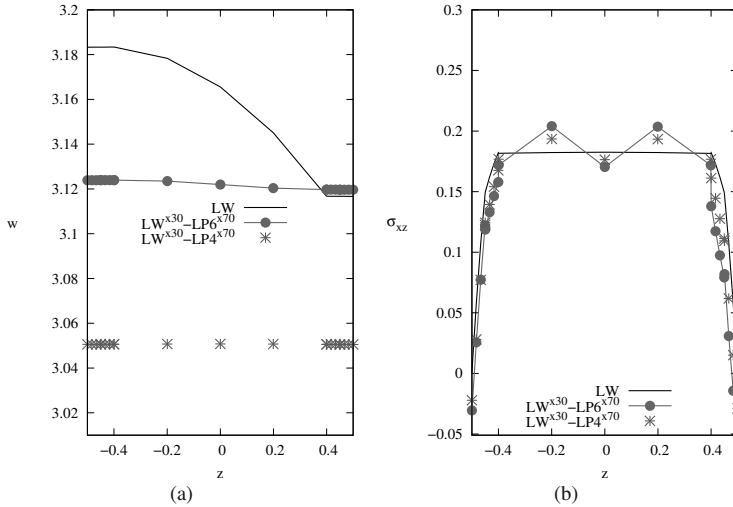 3.2
3.18
3.16
3.14
3.12
3.1
3.08
3.06
3.04
3.02
w
−0.4
−0.2
0
0.2
0.4
z
LW
LW^x30−LP6^x70
LW^x30−LP4^x70
(a)
0.3
0.25
0.2
0.15
0.1
0.05
0
−0.05
σ_xz
−0.4
−0.2
0
0.2
0.4
z
LW
LW^x30−LP6^x70
LW^x30−LP4^x70
(b)